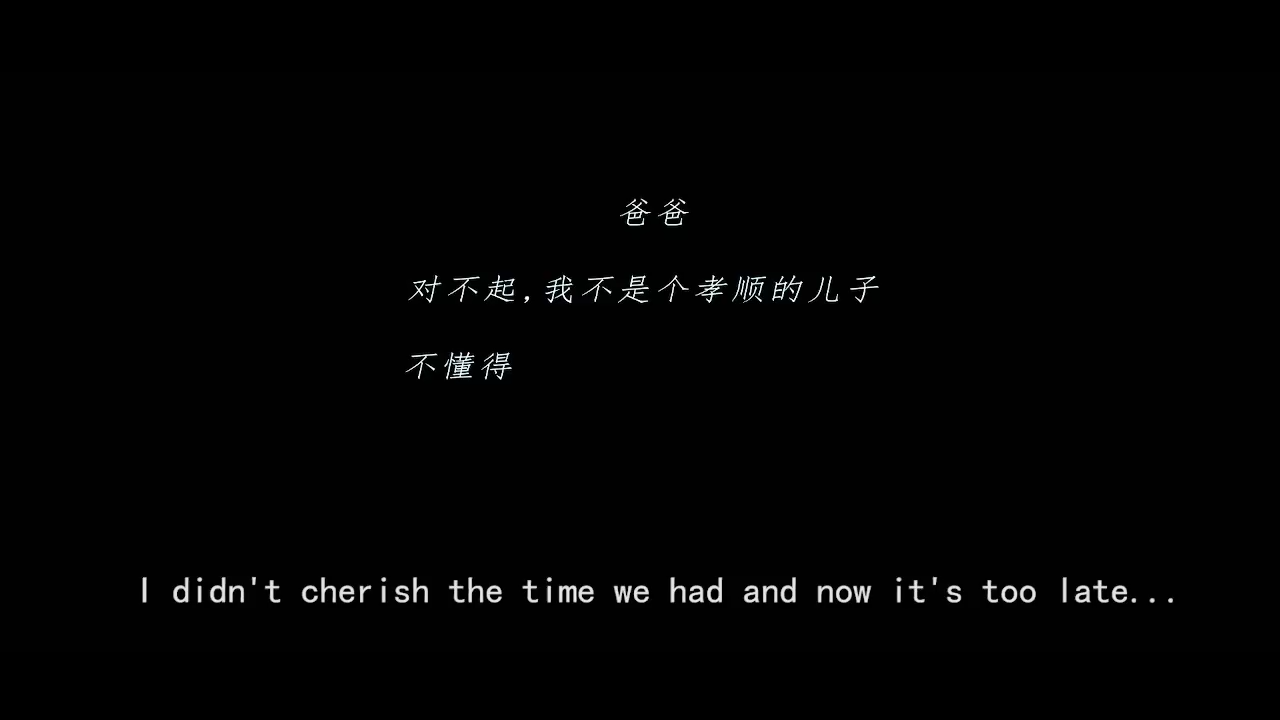 爸爸
对不起,我不是个孝顺的儿子
不懂得
I didn't cherish the time we had and now it's too late...